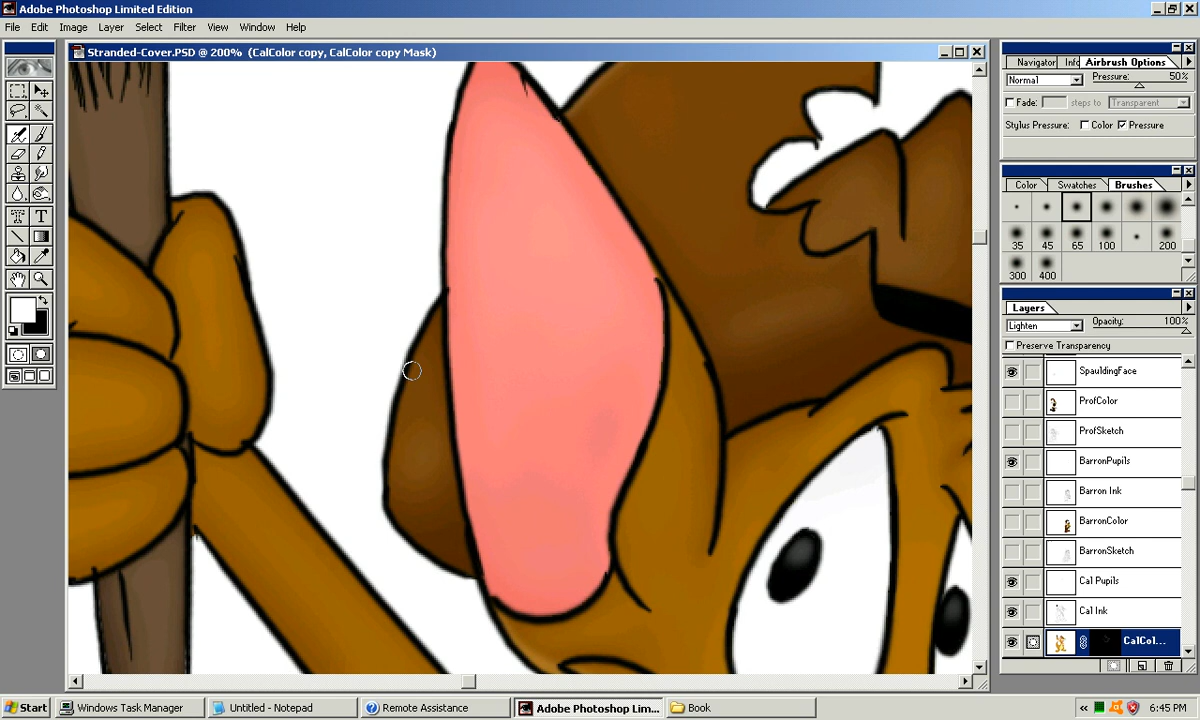 Adobe Photoshop Limited Edition
File Edit Image Layer Select Filter View Window Help
Stranded-Cover.PSD @ 200% (CalColor copy, CalColor copy Mask)
Navigator Info Airbrush Options
Normal Pressure: 50%
Fade: steps to Transparent
Stylus Pressure: Color Pressure
Color Swatches Brushes
35 45 65 100 200
300 400
Layers
Lighten Opacity: 100%
Preserve Transparency
SpauldingFace
ProfColor
ProfSketch
BarronPupils
Barron Ink
BarronColor
BarronSketch
Cal Pupils
Cal Ink
CalCol...
Start Windows Task Manager Untitled - Notepad Remote Assistance Adobe Photoshop Lim... Book 6:45 PM